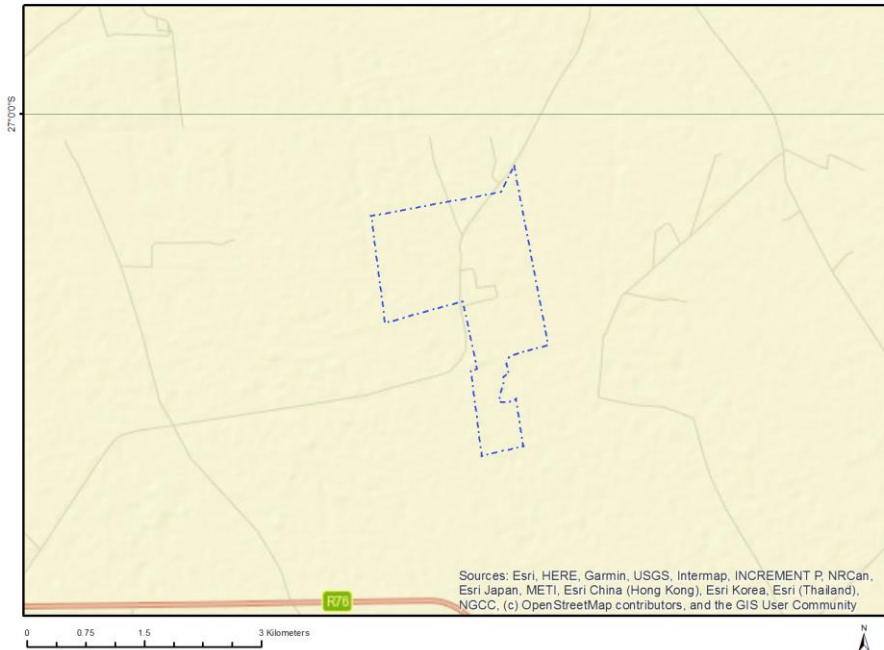 27°0'0"S
R76
Sources: Esri, HERE, Garmin, USGS, Intermap, INCREMENT P, NRCan,
Esri Japan, METI, Esri China (Hong Kong), Esri Korea, Esri (Thailand),
NGCC, (c) OpenStreetMap contributors, and the GIS User Community
0 0.75 1.5 3 Kilometers
N